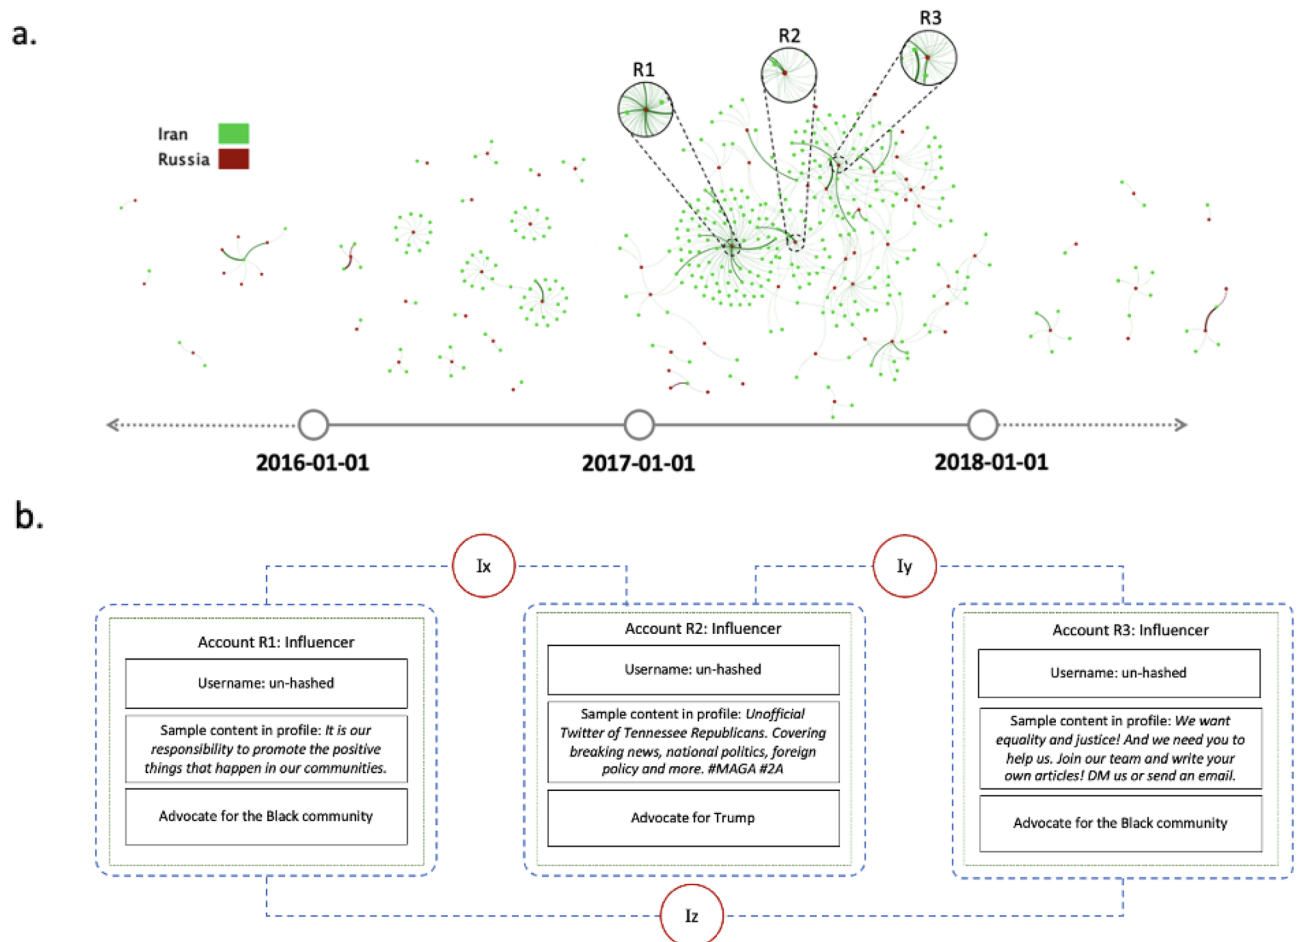 a.
R1
R2
R3
Iran
Russia
2016-01-01
2017-01-01
2018-01-01
b.
Ix
Iy
Account R1: Influencer
Username: un-hashed
Sample content in profile: It is our
responsibility to promote the positive
things that happen in our communities.
Advocate for the Black community
Account R2: Influencer
Username: un-hashed
Sample content in profile: Unofficial
Twitter of Tennessee Republicans. Covering
breaking news, national politics, foreign
policy and more. #MAGA #2A
Advocate for Trump
Account R3: Influencer
Username: un-hashed
Sample content in profile: We want
equality and justice! And we need you to
help us. Join our team and write your
own articles! DM us or send an email.
Advocate for the Black community
Iz